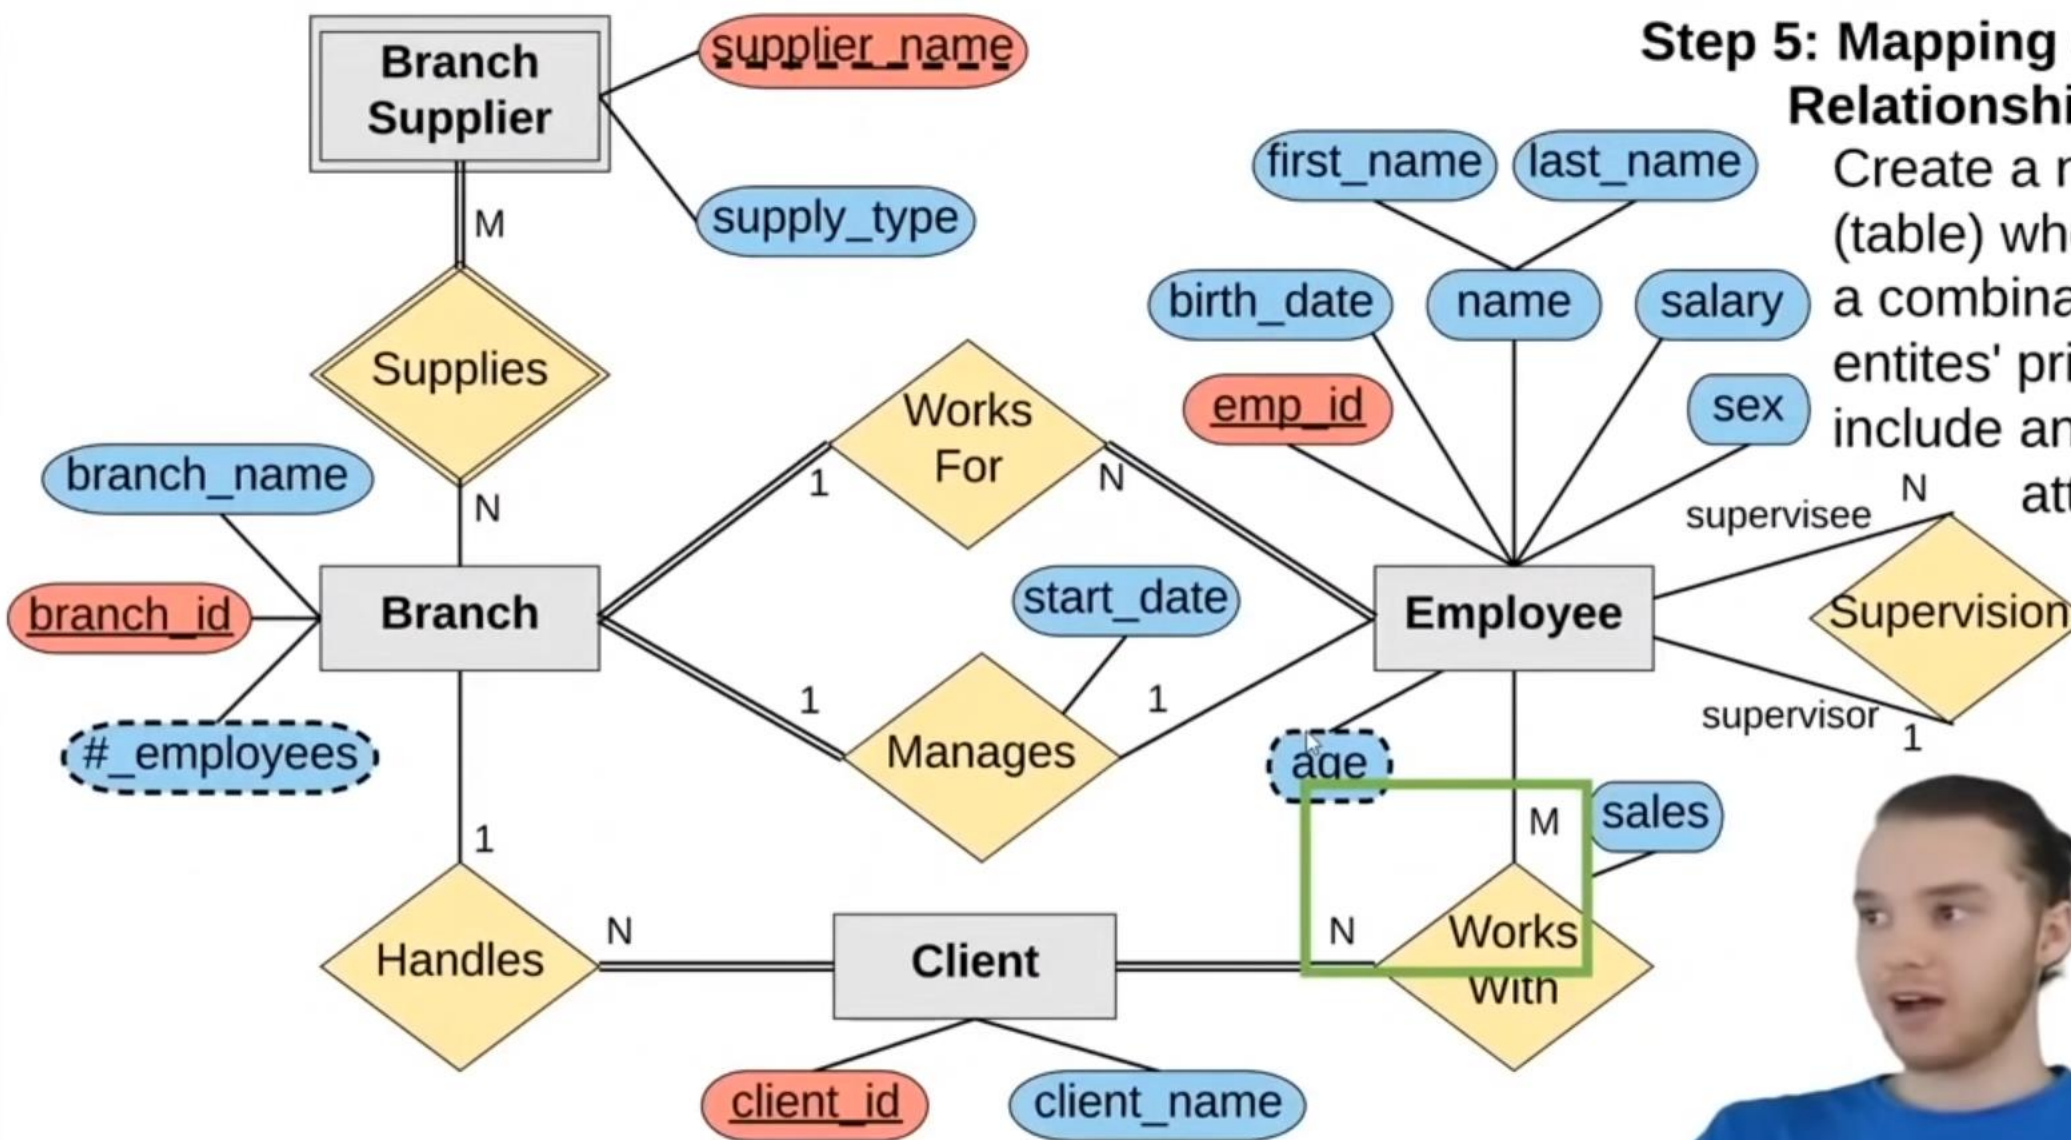 Branch
Supplier
supplier_name
supply_type
M
Supplies
N
branch_name
branch_id
#_employees
Branch
1
Handles
N
Client
client_id
client_name
Works
For
1
N
start_date
1
Manages
1
first_name
last_name
birth_date
name
salary
emp_id
sex
Employee
supervisee
N
Supervision
supervisor
1
age
M
sales
N
Works
With
Step 5: Mapping
Relationshi
Create a
(table) wh
a combina
entites' pri
include an
att